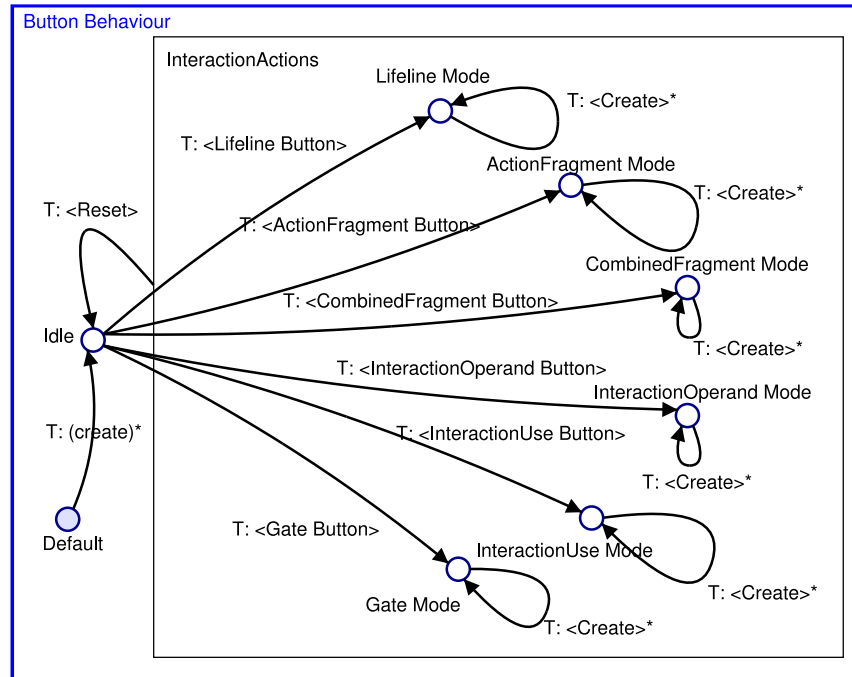 Button Behaviour
InteractionActions
Lifeline Mode
T: <Create>*
T: <Lifeline Button>
ActionFragment Mode
T: <Create>*
T: <Reset>
T: <ActionFragment Button>
CombinedFragment Mode
T: <CombinedFragment Button>
Idle
T: <Create>*
T: <InteractionOperand Button>
InteractionOperand Mode
T: (create)*
T: <InteractionUse Button>
T: <Create>*
T: <Gate Button>
Default
InteractionUse Mode
T: <Create>*
Gate Mode
T: <Create>*